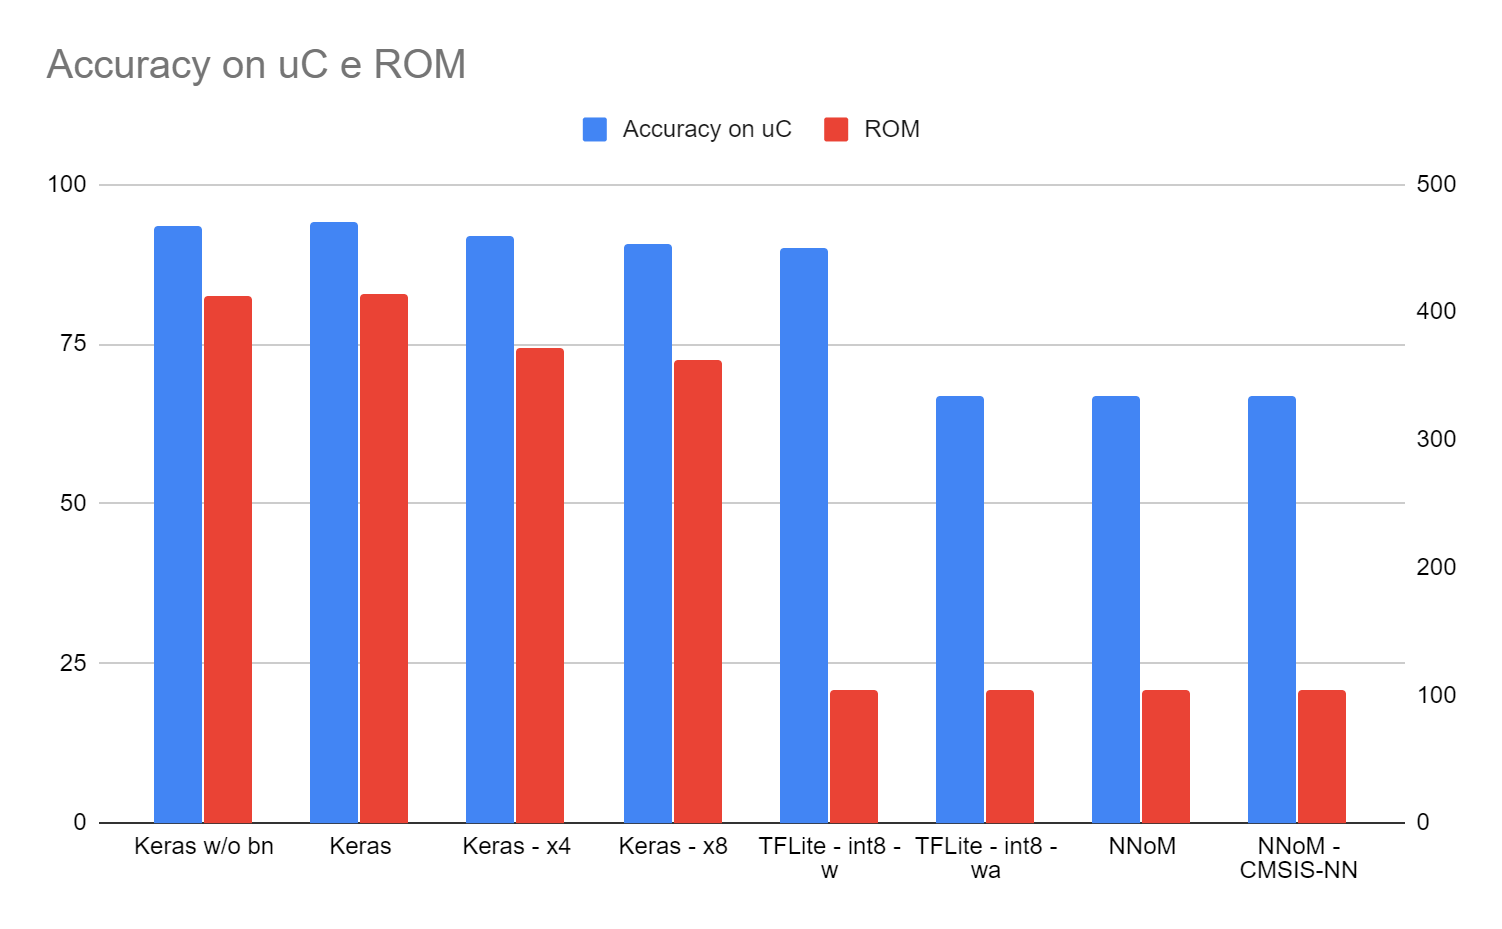 Accuracy on uC e ROM
Accuracy on uC
ROM
100
75
50
25
0
500
400
300
200
100
0
Keras w/o bn
Keras
Keras - x4
Keras - x8
TFLite - int8 -
w
TFLite - int8 -
wa
NNoM
NNoM -
CMSIS-NN